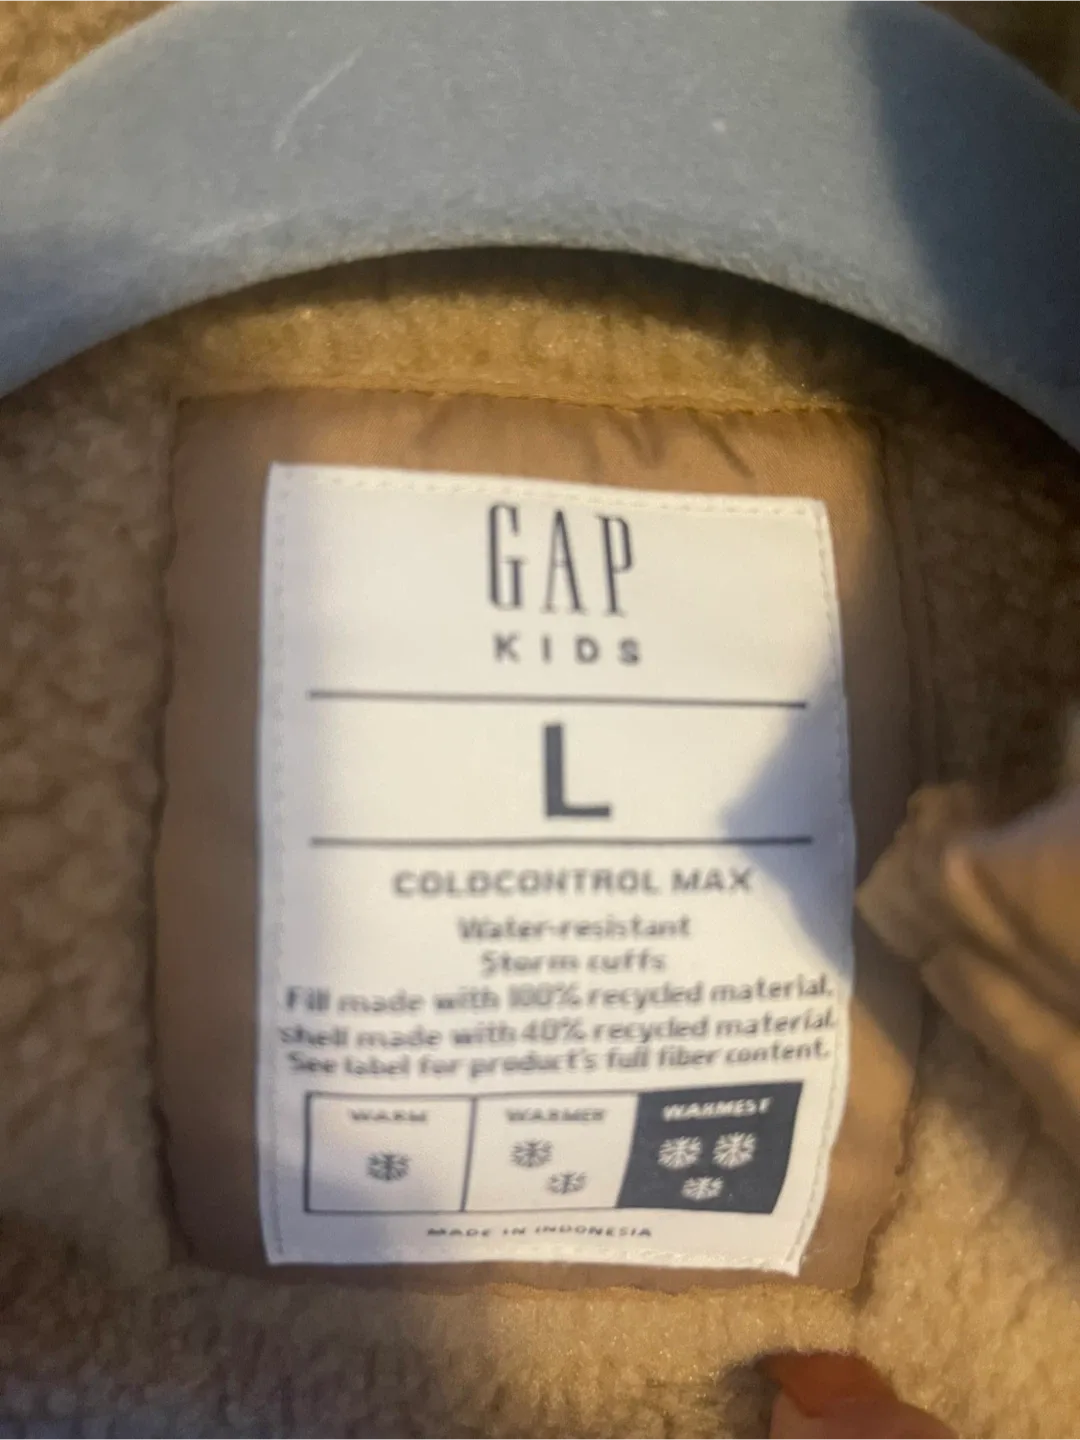 GAP
KIDS
L
COLDCONTROL MAX
Water-resistant
Storm cuffs
Fill made with 100% recycled material.
Shell made with 40% recycled material.
See label for product's full fiber content.
WARM WARMER WARMEST
MADE IN INDONESIA